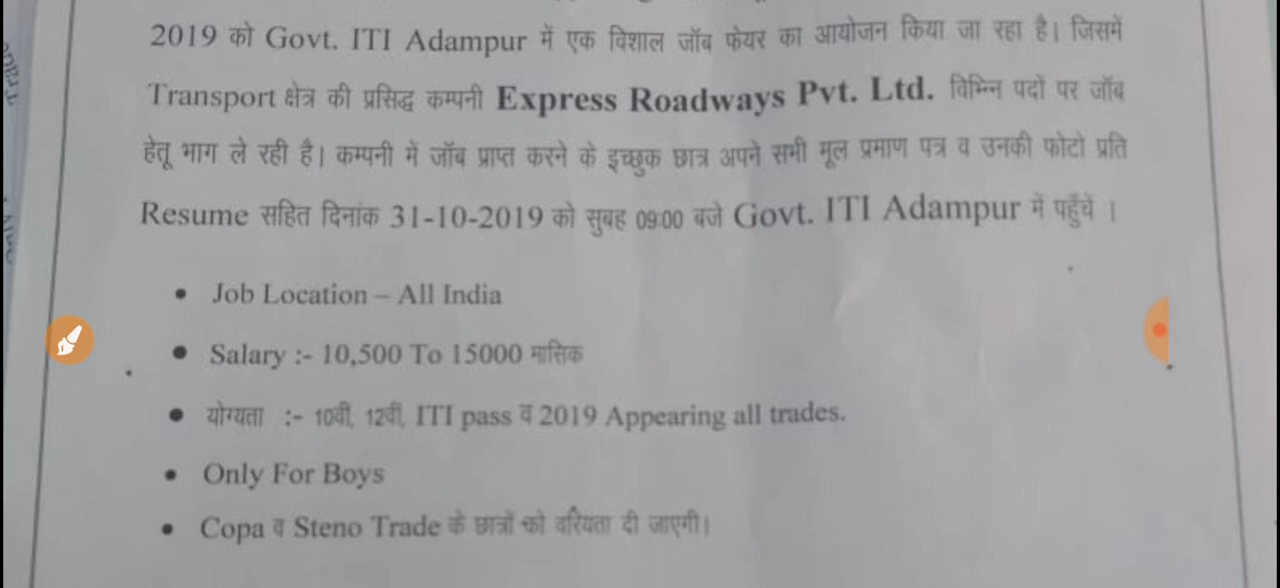 2019 को Govt. ITI Adampur में एक विशाल जॉब फेयर का आयोजन किया जा रहा है। जिसमें
Transport क्षेत्र की प्रसिद्ध कम्पनी Express Roadways Pvt. Ltd. विभिन्न पदों पर जॉब
हेतू भाग ले रही है। कम्पनी में जॉब प्राप्त करने के इच्छुक छात्र अपने सभी मूल प्रमाण पत्र व उनकी फोटो प्रति
Resume सहित दिनांक 31-10-2019 को सुबह 09:00 बजे Govt. ITI Adampur में पहुँचे ।
• Job Location – All India
• Salary :- 10,500 To 15000 मासिक
• योग्यता :- 10वीं, 12वीं, ITI pass व 2019 Appearing all trades.
• Only For Boys
• Copa व Steno Trade के छात्रों को वरियता दी जाएगी।